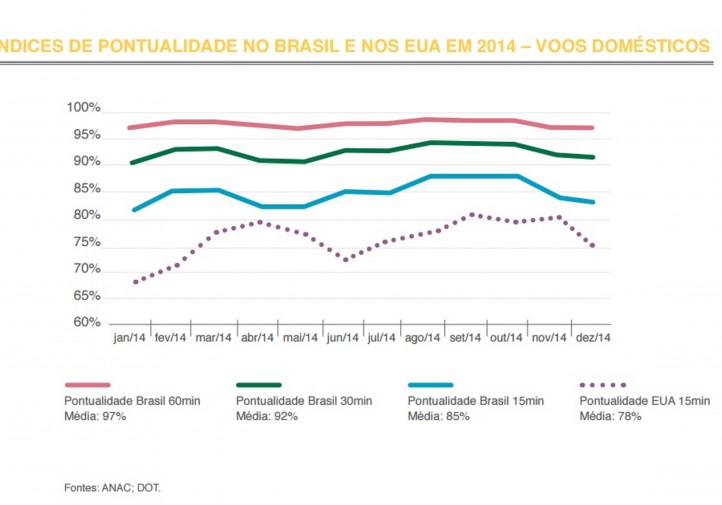 NDICES DE PONTUALIDADE NO BRASIL E NOS EUA EM 2014 – VOOS DOMÉSTICOS
100%
95%
90%
85%
80%
75%
70%
65%
60%
jan/14 fev/14 mar/14 abr/14 mai/14 jun/14 jul/14 ago/14 set/14 out/14 nov/14 dez/14
Pontualidade Brasil 60min Pontualidade Brasil 30min Pontualidade Brasil 15min Pontualidade EUA 15min
Média: 97% Média: 92% Média: 85% Média: 78%
Fontes: ANAC; DOT.